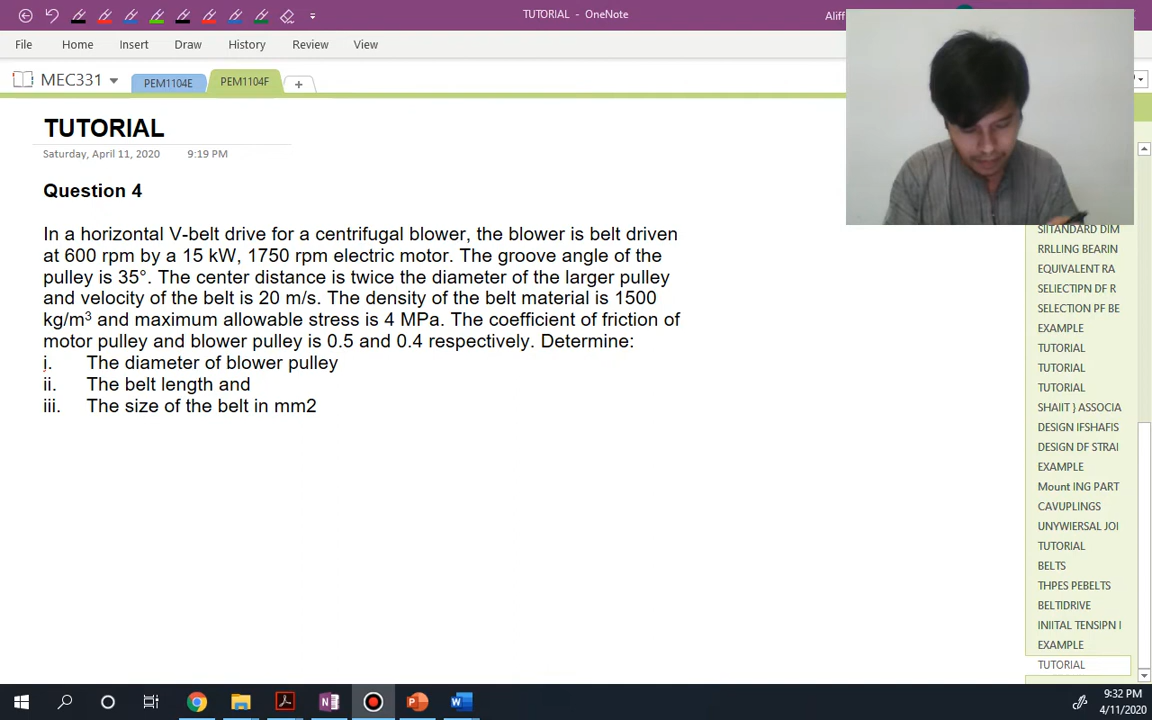 TUTORIAL - OneNote
Aliff
File Home Insert Draw History Review View
MEC331 PEM1104E PEM1104F +
TUTORIAL
Saturday, April 11, 2020 9:19 PM
Question 4
In a horizontal V-belt drive for a centrifugal blower, the blower is belt driven
at 600 rpm by a 15 kW, 1750 rpm electric motor. The groove angle of the
pulley is 35°. The center distance is twice the diameter of the larger pulley
and velocity of the belt is 20 m/s. The density of the belt material is 1500
kg/m³ and maximum allowable stress is 4 MPa. The coefficient of friction of
motor pulley and blower pulley is 0.5 and 0.4 respectively. Determine:
i. The diameter of blower pulley
ii. The belt length and
iii. The size of the belt in mm2
SIITANDARD DIM
RRLLING BEARIN
EQUIVALENT RA
SELIECTIPN DF R
SELECTION PF BE
EXAMPLE
TUTORIAL
TUTORIAL
TUTORIAL
SHAIIT } ASSOCIA
DESIGN IFSHAFIS
DESIGN DF STRAI
EXAMPLE
Mount ING PART
CAVUPLINGS
UNYWIERSAL JOI
TUTORIAL
BELTS
THPES PEBELTS
BELTIDRIVE
INIITAL TENSIPN I
EXAMPLE
TUTORIAL
9:32 PM
4/11/2020